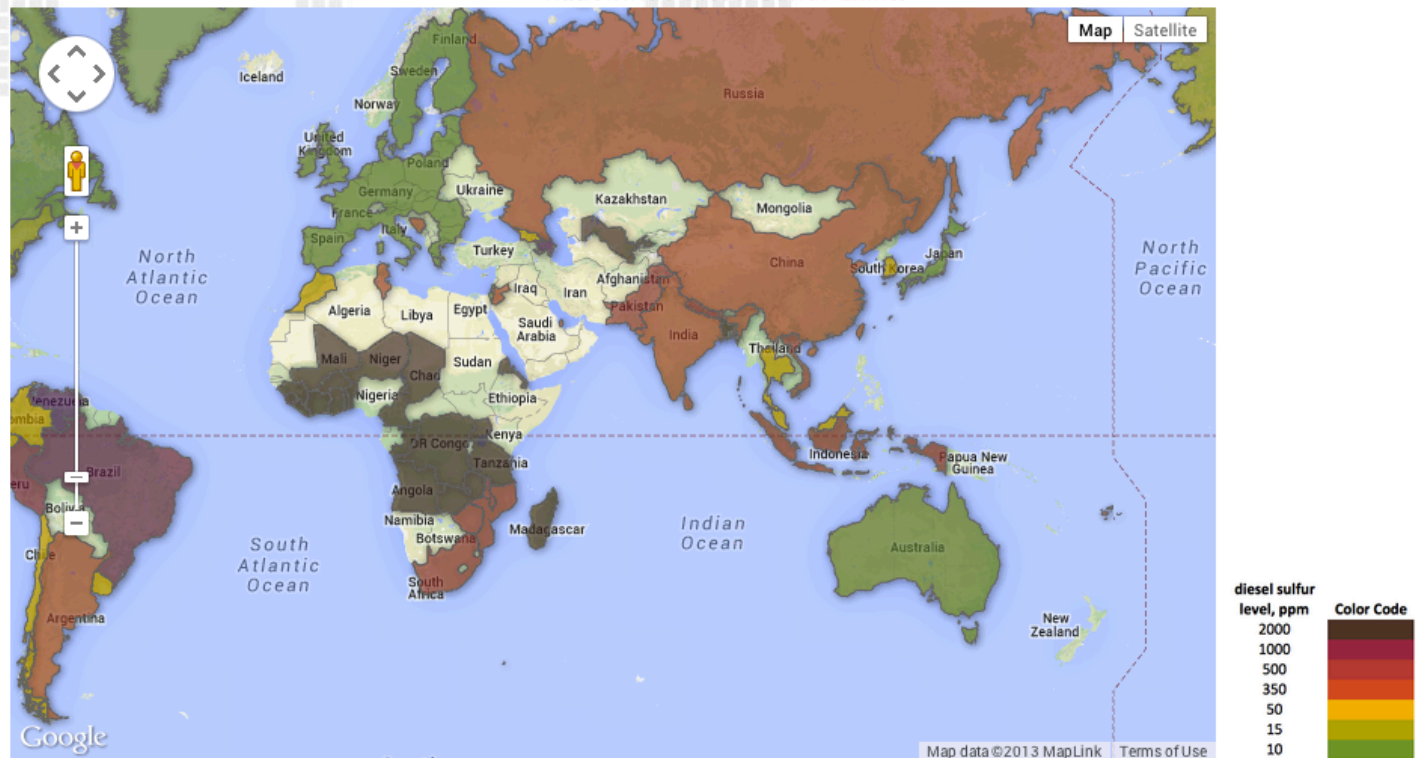 Map Satellite
Finland
Iceland
Sweden
Russia
Norway
United
Kingdom
Poland
Germany
Ukraine
Kazakhstan
Mongolia
France
Italy
Spain
Turkey
North
Atlantic
Ocean
China
South Korea
Japan
North
Pacific
Ocean
Afghanistan
Iraq
Iran
Algeria
Libya
Egypt
Pakistan
Saudi
Arabia
India
Mali
Niger
Chad
Sudan
Thailand
Nigeria
Ethiopia
Venezuela
ombia
Kenya
DR Congo
Indonesia
Papua New
Guinea
Tanzania
Brazil
eru
Angola
Bolivia
Namibia
Botswana
Madagascar
Indian
Ocean
South
Atlantic
Ocean
Australia
Chile
South
Africa
Argentina
New
Zealand
Google
Map data ©2013 MapLink Terms of Use
diesel sulfur
level, ppm Color Code
2000
1000
500
350
50
15
10